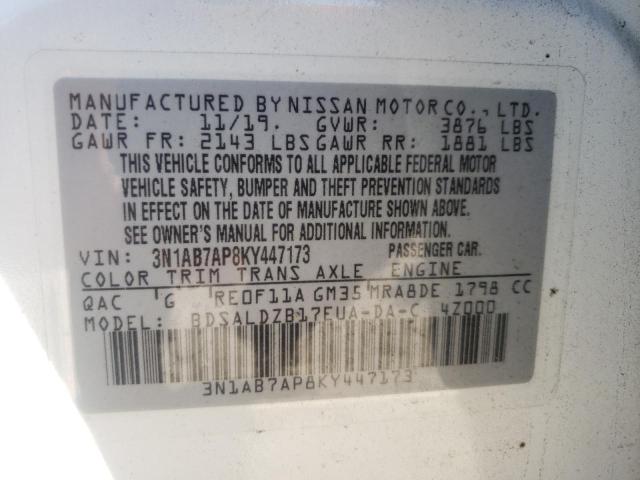 MANUFACTURED BY NISSAN MOTOR CO., LTD.
DATE: 11/19. GVWR: 3876 LBS
GAWR FR: 2143 LBS GAWR RR: 1881 LBS
THIS VEHICLE CONFORMS TO ALL APPLICABLE FEDERAL MOTOR
VEHICLE SAFETY, BUMPER AND THEFT PREVENTION STANDARDS
IN EFFECT ON THE DATE OF MANUFACTURE SHOWN ABOVE.
SEE OWNER'S MANUAL FOR ADDITIONAL INFORMATION.
VIN: 3N1AB7AP8KY447173 PASSENGER CAR.
COLOR TRIM TRANS AXLE ENGINE
QAC G RE0F11A GM35 MRA8DE 1798 CC
MODEL: BDSALDZB17EUA-DA-C 4Z000
3N1AB7AP8KY447173